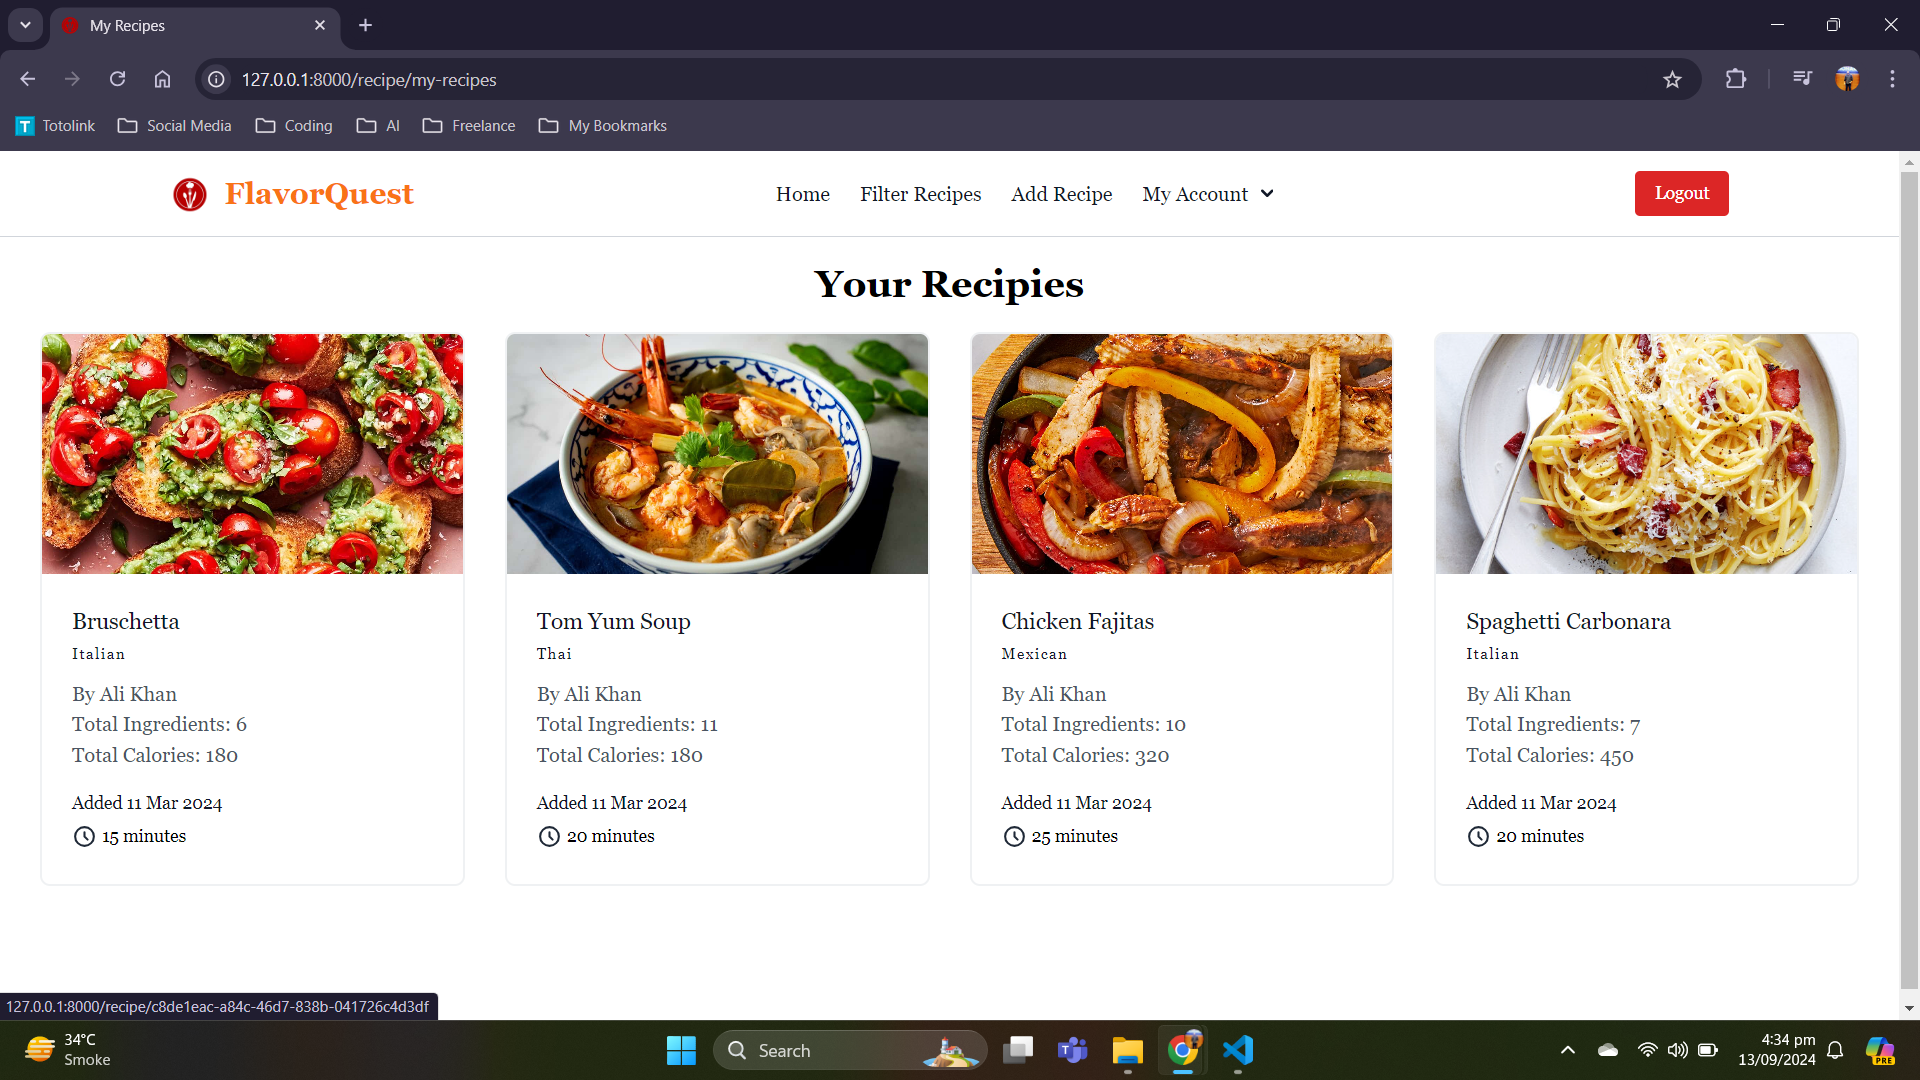 My Recipes
127.0.0.1:8000/recipe/my-recipes
T Totolink Social Media Coding AI Freelance My Bookmarks
FlavorQuest Home Filter Recipes Add Recipe My Account Logout
Your Recipies
Bruschetta
Italian
By Ali Khan
Total Ingredients: 6
Total Calories: 180
Added 11 Mar 2024
15 minutes
Tom Yum Soup
Thai
By Ali Khan
Total Ingredients: 11
Total Calories: 180
Added 11 Mar 2024
20 minutes
Chicken Fajitas
Mexican
By Ali Khan
Total Ingredients: 10
Total Calories: 320
Added 11 Mar 2024
25 minutes
Spaghetti Carbonara
Italian
By Ali Khan
Total Ingredients: 7
Total Calories: 450
Added 11 Mar 2024
20 minutes
127.0.0.1:8000/recipe/c8de1eac-a84c-46d7-838b-041726c4d3df
34°C
Smoke
Search
T
4:34 pm
13/09/2024
PRE